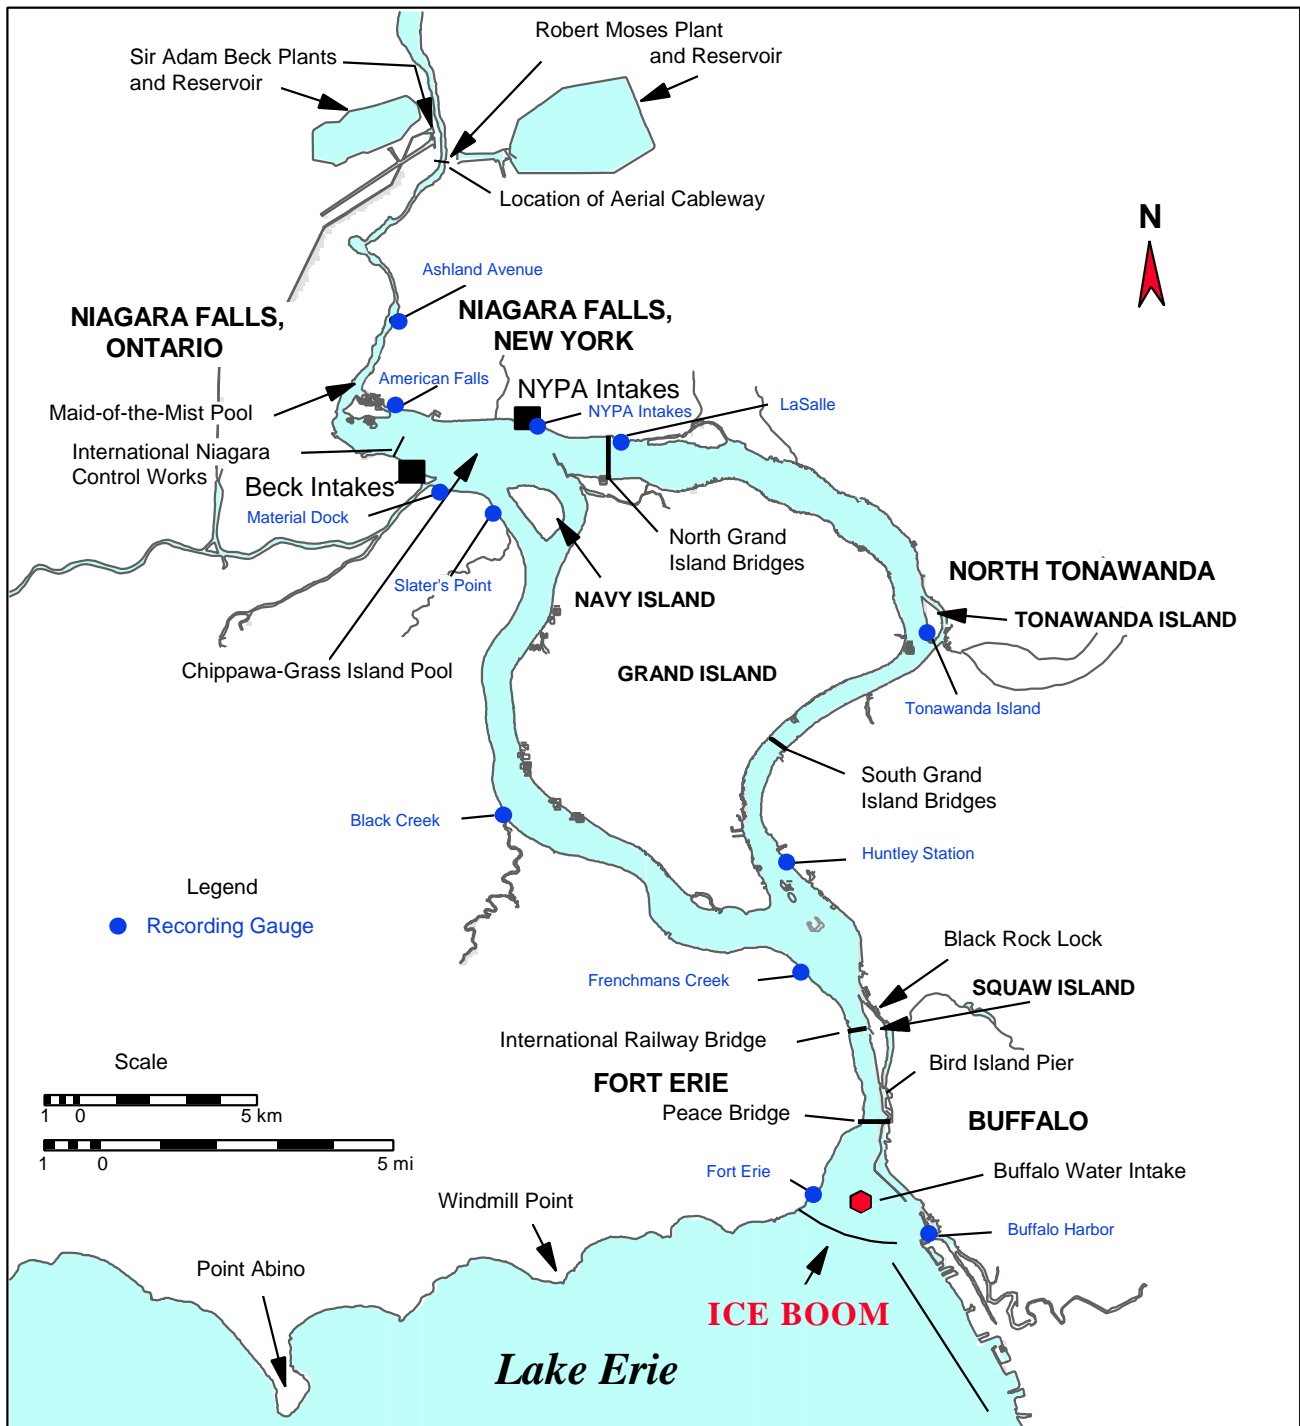 Robert Moses Plant
and Reservoir
Sir Adam Beck Plants
and Reservoir
Location of Aerial Cableway
N
Ashland Avenue
NIAGARA FALLS,
ONTARIO
NIAGARA FALLS,
NEW YORK
American Falls
NYPA Intakes
NYPA Intakes
LaSalle
Maid-of-the-Mist Pool
International Niagara
Control Works
Beck Intakes
Material Dock
North Grand
Island Bridges
Slater's Point
NAVY ISLAND
NORTH TONAWANDA
TONAWANDA ISLAND
Chippawa-Grass Island Pool
GRAND ISLAND
Tonawanda Island
South Grand
Island Bridges
Black Creek
Huntley Station
Legend
Recording Gauge
Black Rock Lock
Frenchmans Creek
SQUAW ISLAND
International Railway Bridge
Scale
Bird Island Pier
FORT ERIE
1 0 5 km
Peace Bridge
BUFFALO
1 0 5 mi
Fort Erie
Buffalo Water Intake
Windmill Point
Buffalo Harbor
Point Abino
ICE BOOM
Lake Erie